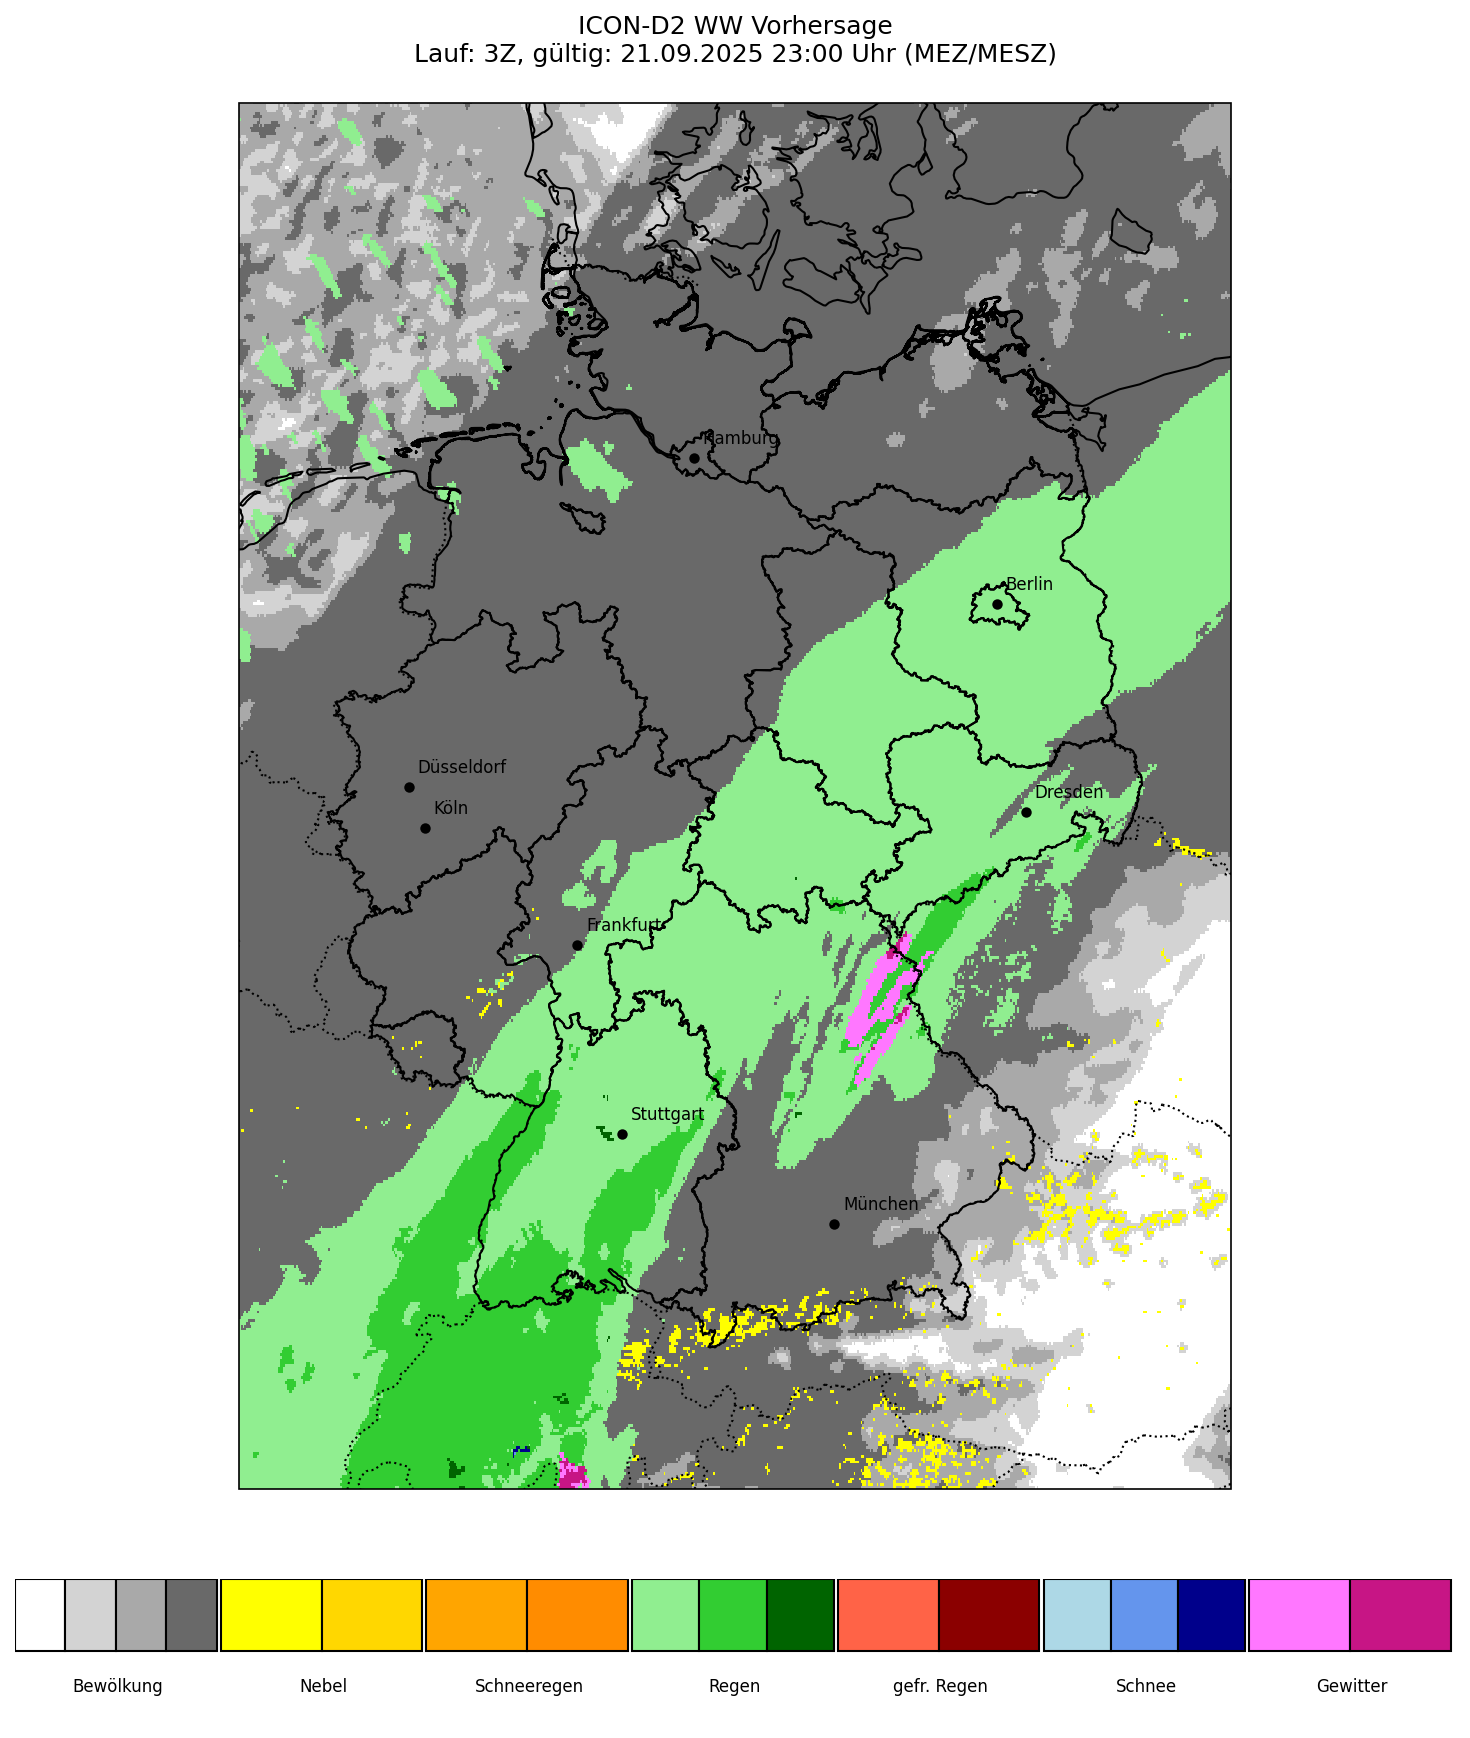 ICON-D2 WW Vorhersage
Lauf: 3Z, gültig: 21.09.2025 23:00 Uhr (MEZ/MESZ)
Hamburg
Berlin
Düsseldorf
Dresden
Köln
Frankfurt
Stuttgart
München
Bewölkung
Nebel
Schneeregen
Regen
gefr. Regen
Schnee
Gewitter